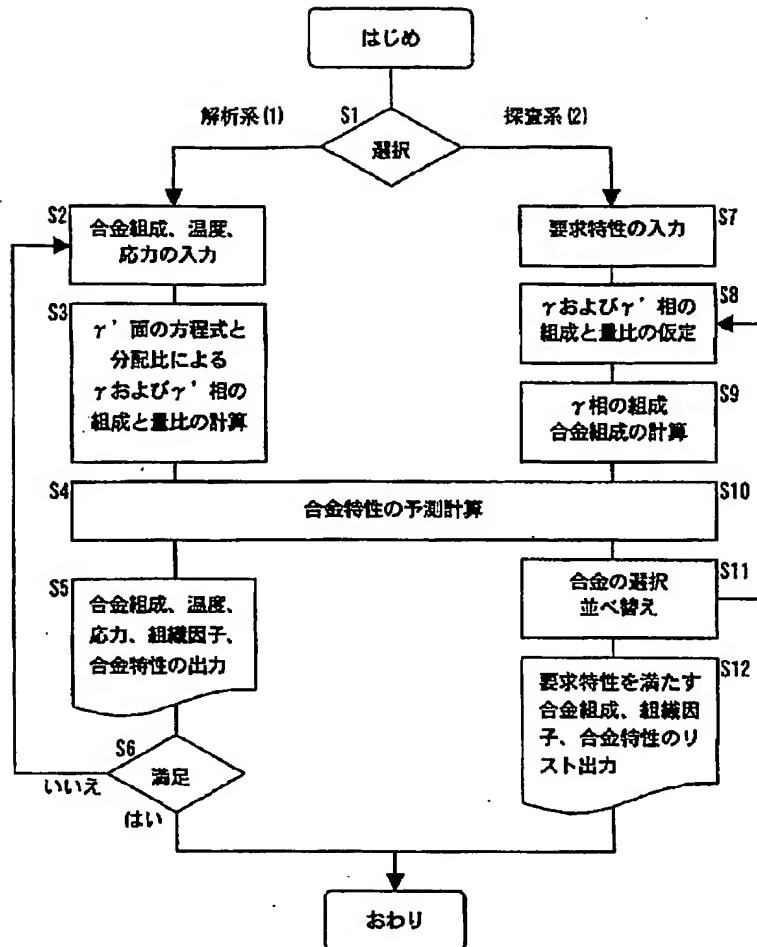 はじめ
解析系(1)
S1
探査系(2)
選択
S2
合金組成、温度、
応力の入力
S7
要求特性の入力
S3
γ'面の方程式と
分配比による
γおよびγ'相の
組成と量比の計算
S8
γおよびγ'相の
組成と量比の仮定
S9
γ相の組成
合金組成の計算
S4
合金特性の予測計算
S10
S5
合金組成、温度、
応力、組織因子、
合金特性の出力
S11
合金の選択
並べ替え
S12
要求特性を満たす
合金組成、組織因
子、合金特性のリ
スト出力
S6
満足
いいえ
はい
おわり